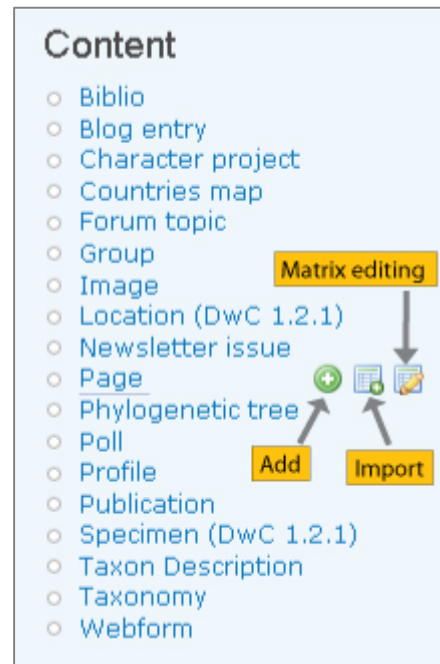 Content
Biblio
Blog entry
Character project
Countries map
Forum topic
Group
Matrix editing
Image
Location (DwC 1.2.1)
Newsletter issue
Page
Phylogenetic tree
Poll
Add
Import
Profile
Publication
Specimen (DwC 1.2.1)
Taxon Description
Taxonomy
Webform